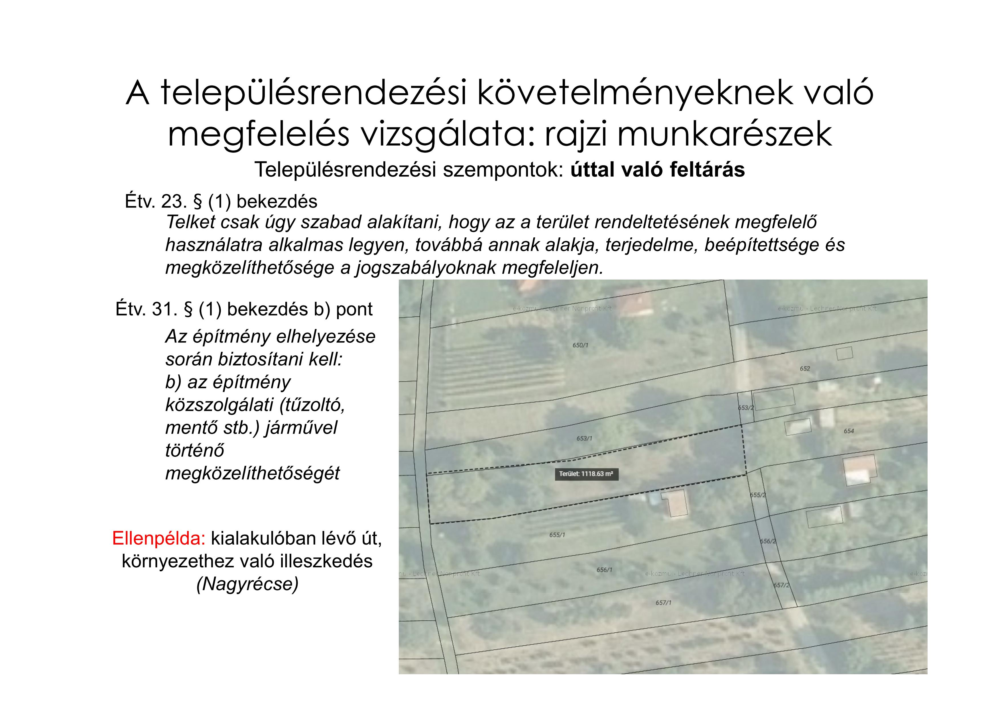 A településrendezési követelményeknek való
megfelelés vizsgálata: rajzi munkarészek
Településrendezési szempontok: úttal való feltárás
Étv. 23. § (1) bekezdés
Telket csak úgy szabad alakítani, hogy az a terület rendeltetésének megfelelő
használatra alkalmas legyen, továbbá annak alakja, terjedelme, beépítettsége és
megközelíthetősége a jogszabályoknak megfeleljen.
Étv. 31. § (1) bekezdés b) pont
Az építmény elhelyezése
során biztosítani kell:
b) az építmény
közszolgálati (tűzoltó,
mentő stb.) járművel
történő
megközelíthetőségét
Ellenpélda: kialakulóban lévő út,
környezethez való illeszkedés
(Nagyrécse)
e-közmű - Lechner Nonprofit Kft
e-közmű - Lechner Nonprofit Kft
650/1
652
653/2
654
653/1
Terület: 1118.63 m²
655/2
655/1
656/2
656/1
mű - Lechner Nonprofit Kft
e-közmű - Lechner Nonprofit Kft
e-köz
657/2
657/1